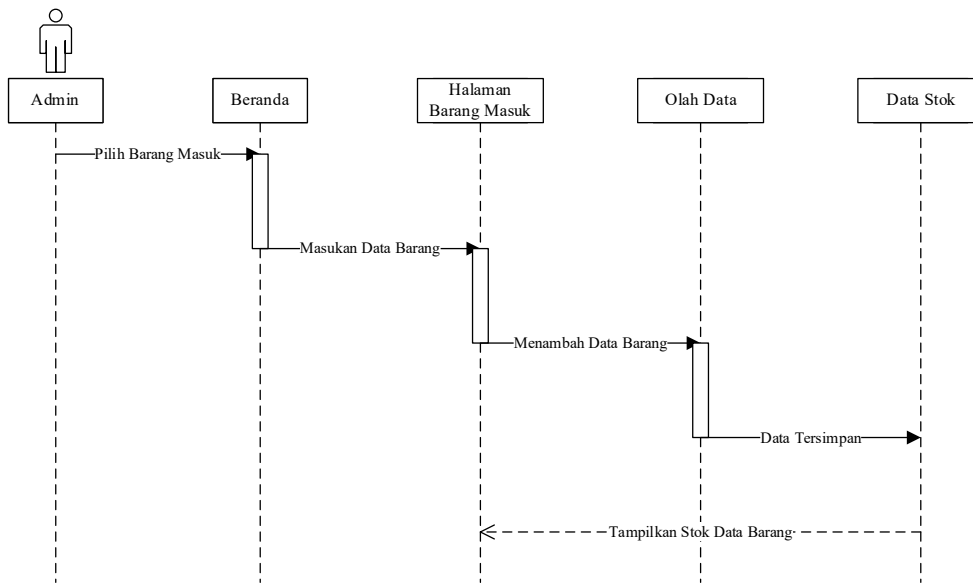 Admin
Beranda
Halaman
Barang Masuk
Olah Data
Data Stok
Pilih Barang Masuk
Masukan Data Barang
Menambah Data Barang
Data Tersimpan
Tampilkan Stok Data Barang